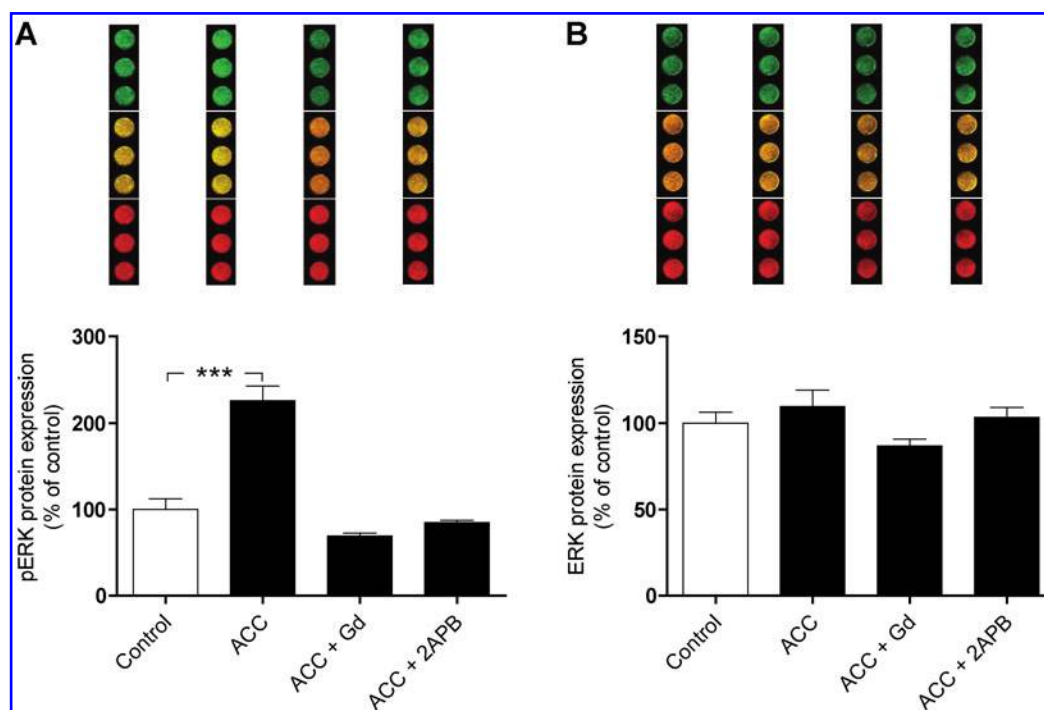 A
B
300
200
100
0
pERK protein expression
(% of control)
***
Control
ACC
ACC + Gd
ACC + 2APB
150
100
50
0
ERK protein expression
(% of control)
Control
ACC
ACC + Gd
ACC + 2APB